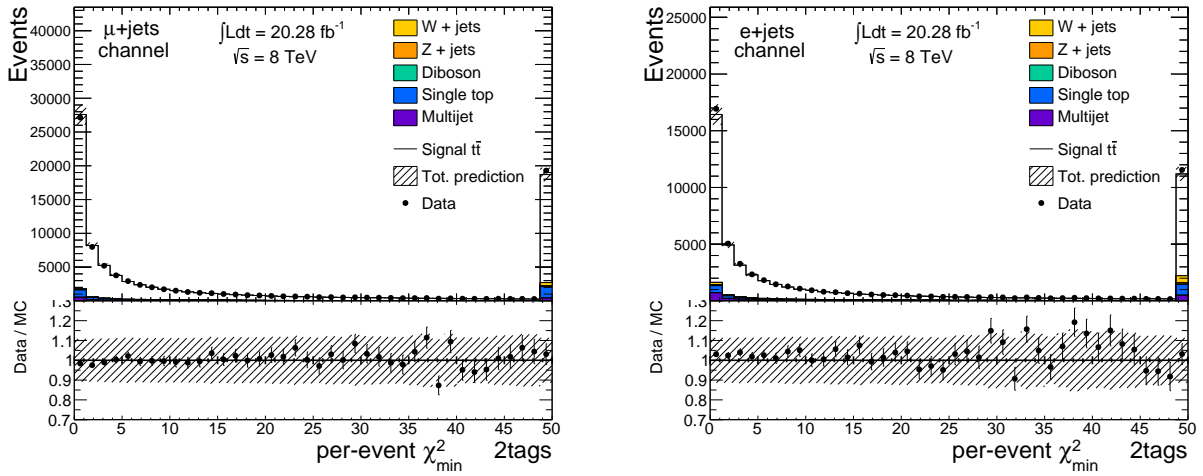 Events
40000
35000
30000
25000
20000
15000
10000
5000
μ+jets
channel
∫Ldt = 20.28 fb⁻¹
√s = 8 TeV
W + jets
Z + jets
Diboson
Single top
Multijet
Signal tt̄
Tot. prediction
Data
Data / MC
1.3
1.2
1.1
1
0.9
0.8
0.7
0 5 10 15 20 25 30 35 40 45 50
per-event χ²min 2tags
Events
25000
20000
15000
10000
5000
e+jets
channel
∫Ldt = 20.28 fb⁻¹
√s = 8 TeV
W + jets
Z + jets
Diboson
Single top
Multijet
Signal tt̄
Tot. prediction
Data
Data / MC
1.3
1.2
1.1
1
0.9
0.8
0.7
0 5 10 15 20 25 30 35 40 45 50
per-event χ²min 2tags